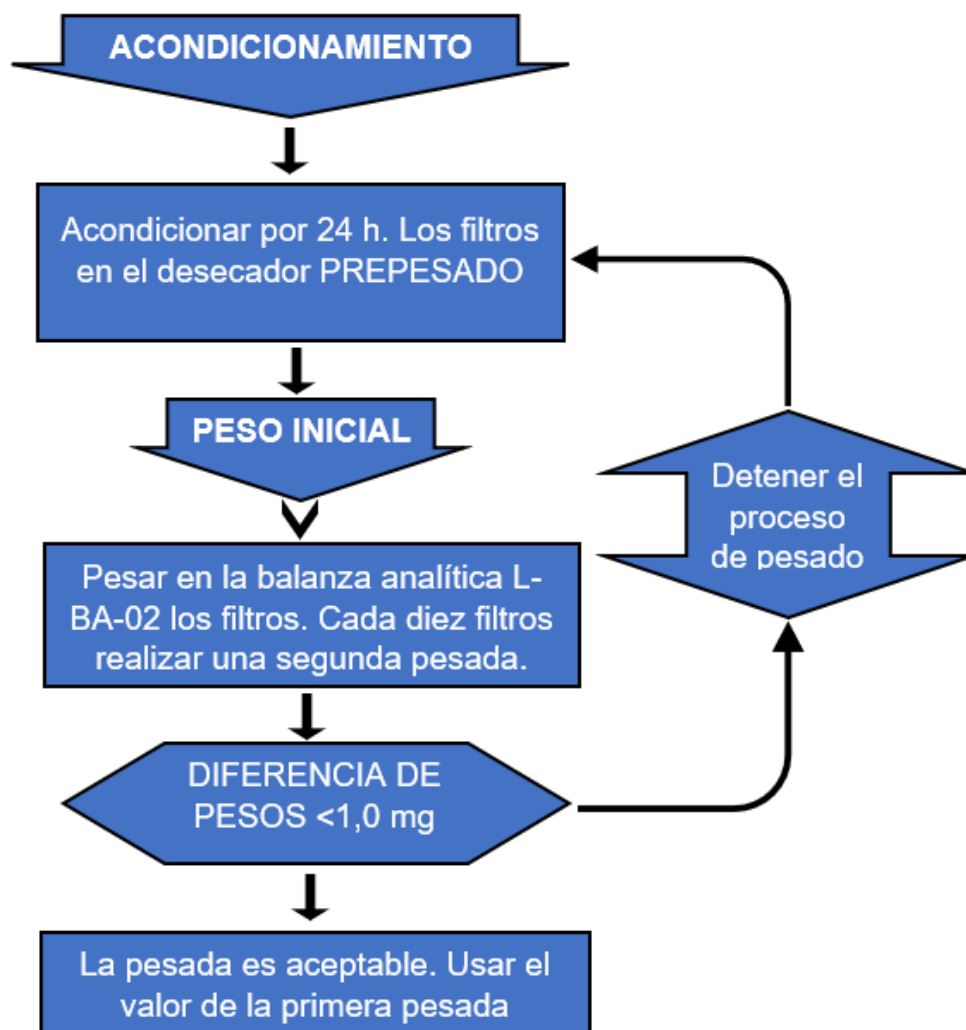 ACONDICIONAMIENTO
Acondicionar por 24 h. Los filtros
en el desecador PREPESADO
PESO INICIAL
Detener el
proceso
de pesado
Pesar en la balanza analítica L-
BA-02 los filtros. Cada diez filtros
realizar una segunda pesada.
DIFERENCIA DE
PESOS <1,0 mg
La pesada es aceptable. Usar el
valor de la primera pesada